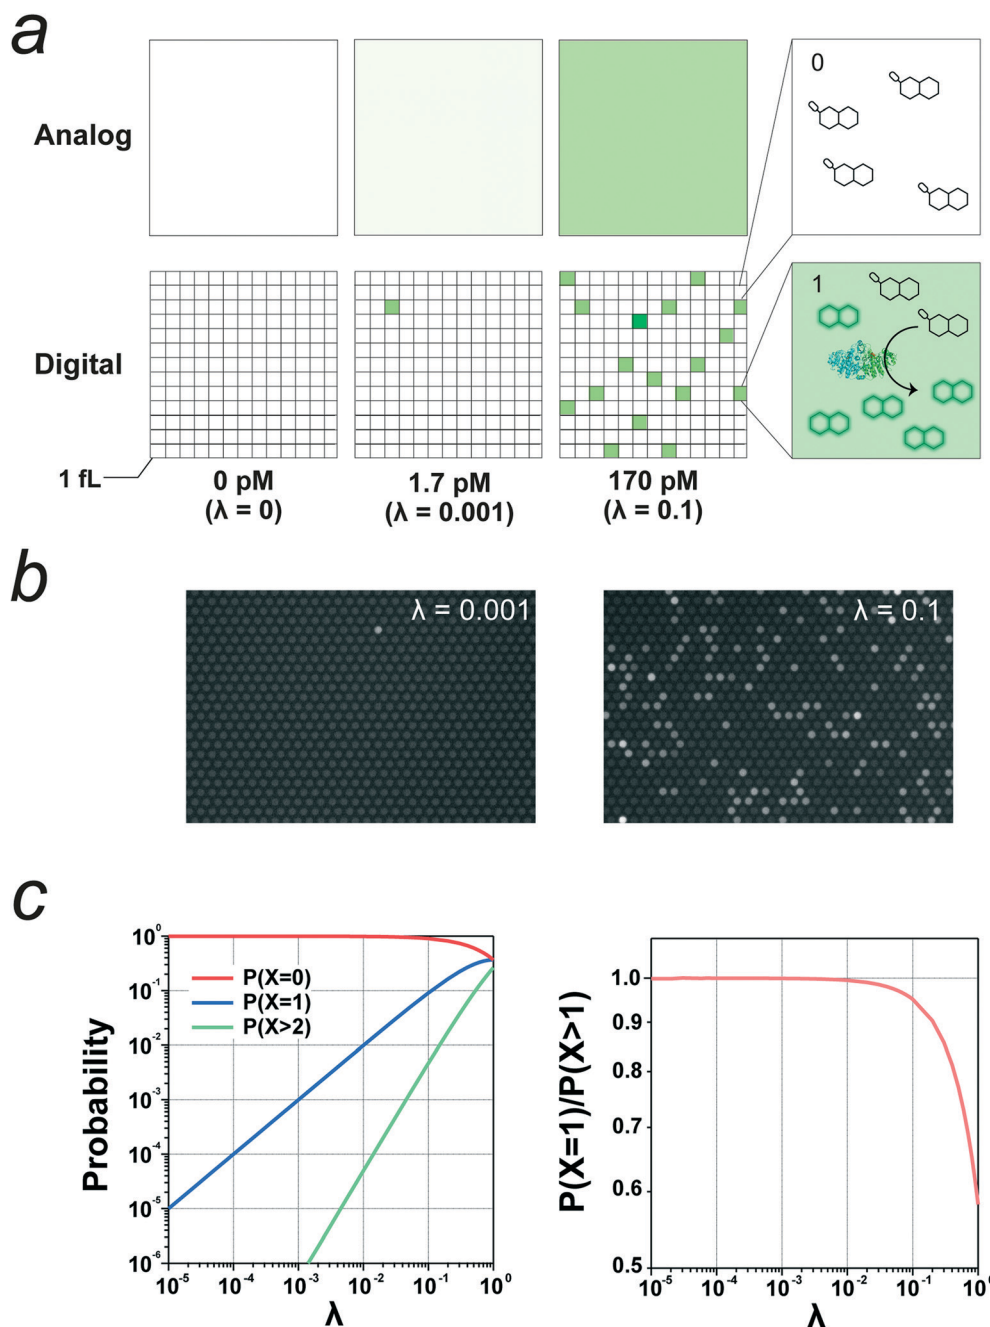 a
Analog
0
Digital
1
1 fL
0 pM
(λ = 0)
1.7 pM
(λ = 0.001)
170 pM
(λ = 0.1)
b
λ = 0.001
λ = 0.1
c
Probability
10⁰
10⁻¹
10⁻²
10⁻³
10⁻⁴
10⁻⁵
10⁻⁶
P(X=0)
P(X=1)
P(X>2)
10⁻⁵ 10⁻⁴ 10⁻³ 10⁻² 10⁻¹ 10⁰
λ
P(X=1)/P(X>1)
1.0
0.9
0.8
0.7
0.6
0.5
10⁻⁵ 10⁻⁴ 10⁻³ 10⁻² 10⁻¹ 10⁰
λ